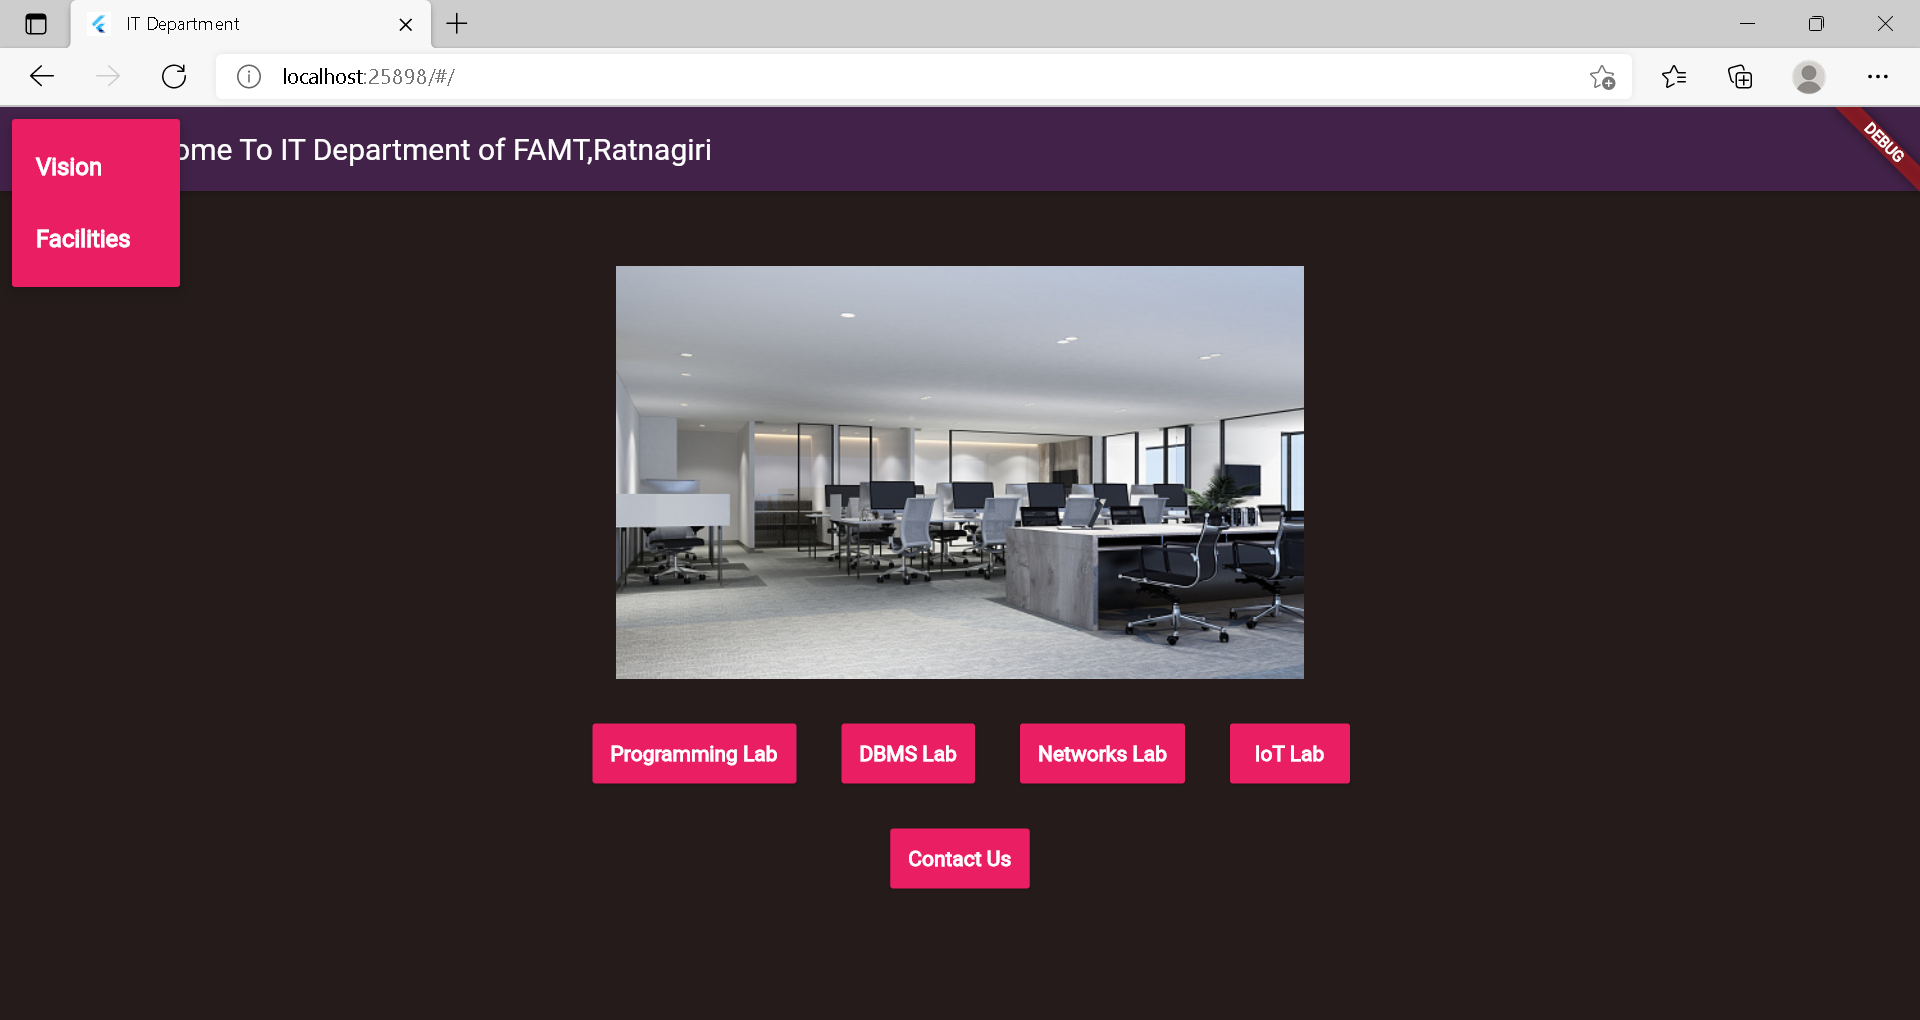 IT Department
localhost:25898/#/
ome To IT Department of FAMT,Ratnagiri
DEBUG
Vision
Facilities
Programming Lab
DBMS Lab
Networks Lab
IoT Lab
Contact Us